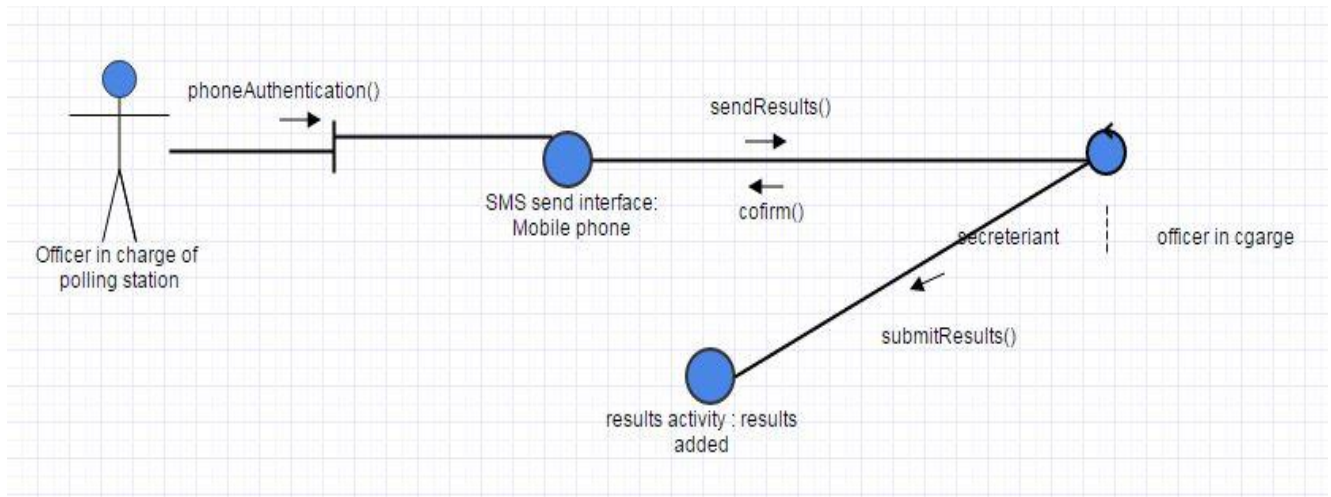 phoneAuthentication()
sendResults()
SMS send interface:
Mobile phone
cofirm()
Officer in charge of
polling station
secreteriant
officer in cgarge
submitResults()
results activity : results
added